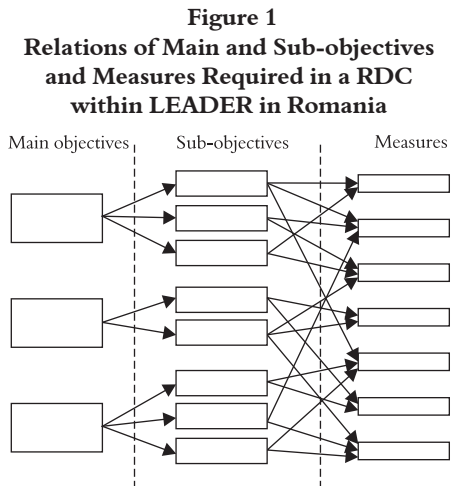 Figure 1
Relations of Main and Sub-objectives
and Measures Required in a RDC
within LEADER in Romania
Main objectives
Sub-objectives
Measures